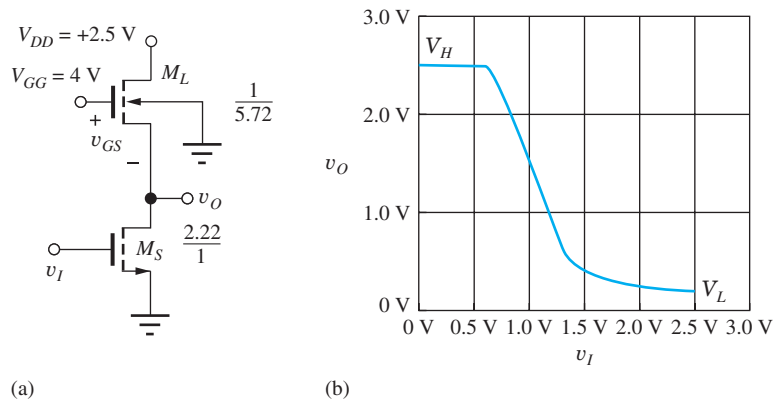 V_DD = +2.5 V
V_GG = 4 V
M_L
1
5.72
+
v_GS
–
v_O
M_S
2.22
1
v_I
(a)
3.0 V
V_H
2.0 V
v_O
1.0 V
V_L
0 V
0 V 0.5 V 1.0 V 1.5 V 2.0 V 2.5 V 3.0 V
v_I
(b)